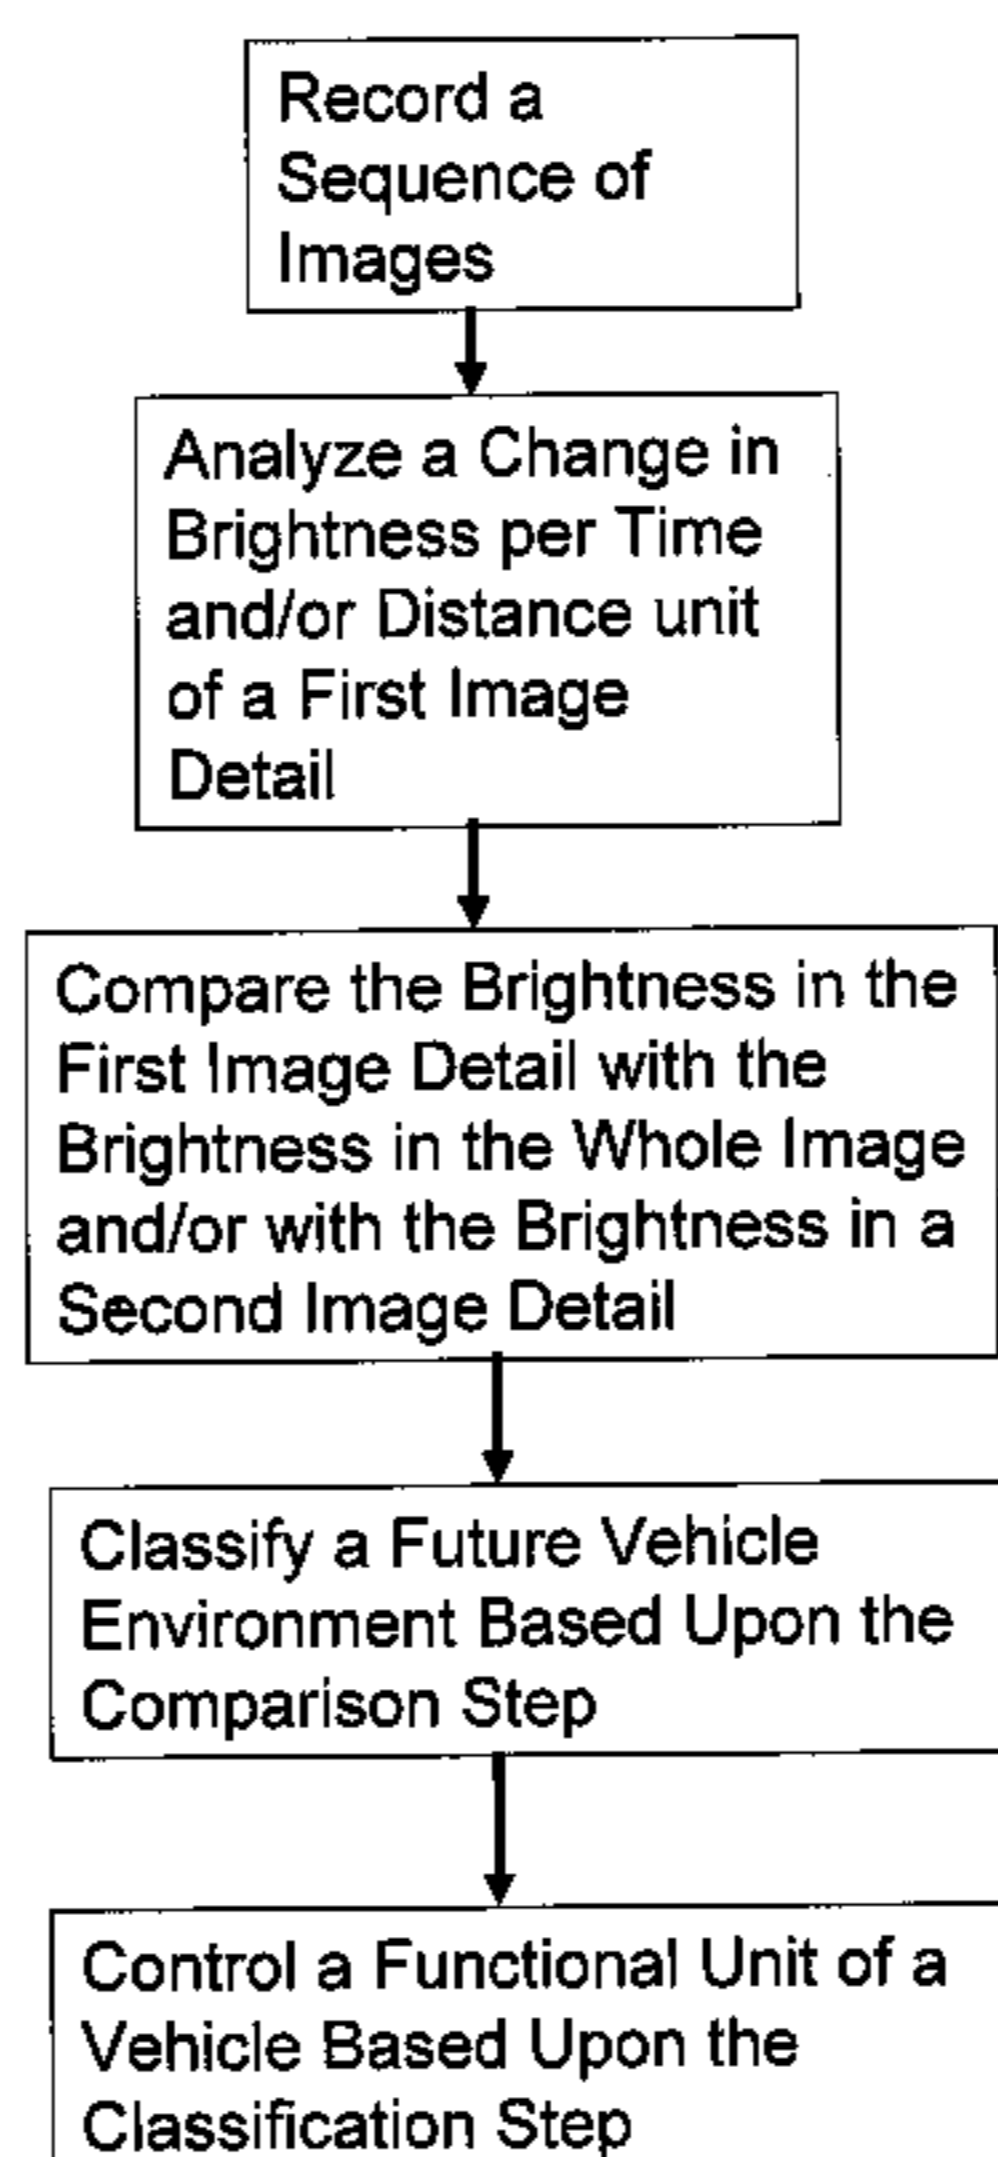 Record a
Sequence of
Images
Analyze a Change in
Brightness per Time
and/or Distance unit
of a First Image
Detail
Compare the Brightness in the
First Image Detail with the
Brightness in the Whole Image
and/or with the Brightness in a
Second Image Detail
Classify a Future Vehicle
Environment Based Upon the
Comparison Step
Control a Functional Unit of a
Vehicle Based Upon the
Classification Step